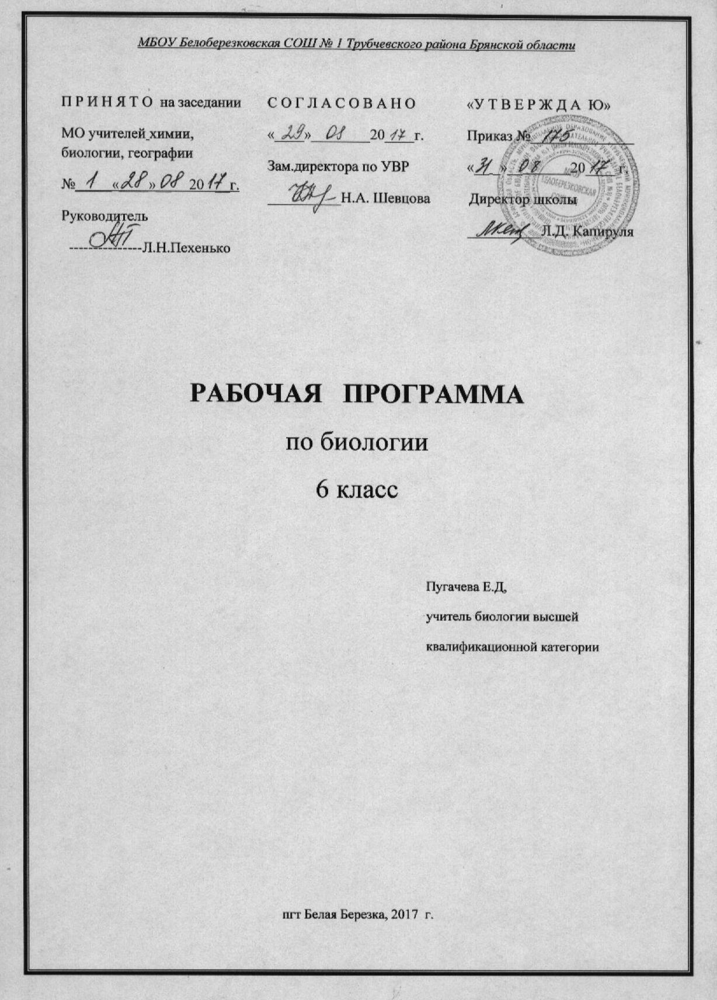 МБОУ Белоберезковская СОШ № 1 Трубчевского района Брянской области
П Р И Н Я Т О на заседании
МО учителей химии,
биологии, географии
№ 1 «28» 08 2017 г.
Руководитель
---------------Л.Н.Пехенько
С О Г Л А С О В А Н О
«29» 08 2017 г.
Зам.директора по УВР
Н.А. Шевцова
«У Т В Е Р Ж Д А Ю»
Приказ № 175
«31» 08 2017 г.
Директор школы
Л.Д. Капируля
БЕЛОБЕРЕЗКОВСКАЯ
РАБОЧАЯ ПРОГРАММА
по биологии
6 класс
Пугачева Е.Д,
учитель биологии высшей
квалификационной категории
пгт Белая Березка, 2017 г.